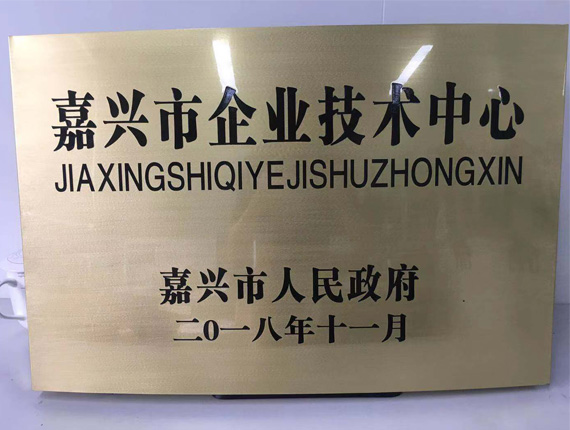 嘉兴市企业技术中心
JIAXINGSHIQIYEJISHUZHONGXIN
嘉兴市人民政府
二0一八年十一月